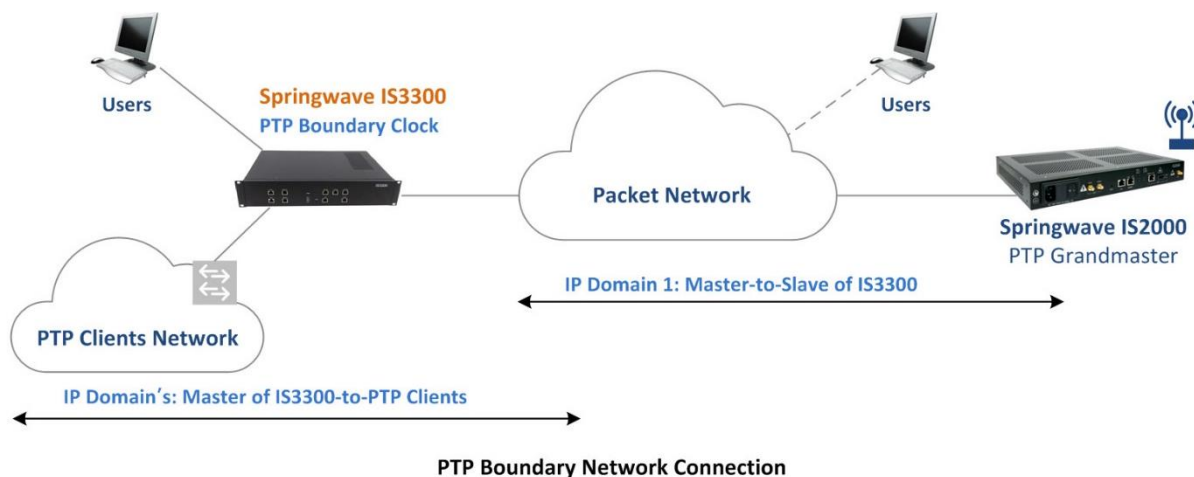 Users
Springwave IS3300
PTP Boundary Clock
Users
Packet Network
Springwave IS2000
PTP Grandmaster
IP Domain 1: Master-to-Slave of IS3300
PTP Clients Network
IP Domain´s: Master of IS3300-to-PTP Clients
PTP Boundary Network Connection